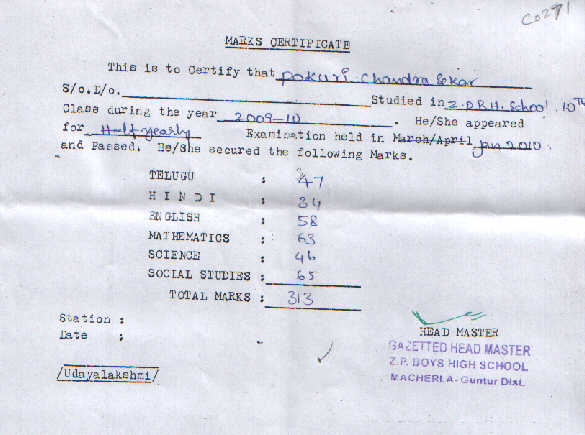 C0271
MARKS CERTIFICATE
This is to Certify that pokuri Chandra Sekar
S/o.D/o. Studied in Z.P.R.H.School, 10TH
Class during the year 2009-10 . He/She appeared
for Half yearly Examination held in March/April Jan 2010
and Passed. He/She secured the following Marks.
TELUGU : 47
HINDI : 34
ENGLISH : 58
MATHEMATICS : 63
SCIENCE : 46
SOCIAL STUDIES : 65
TOTAL MARKS : 313
Station :
Date :
HEAD MASTER
GAZETTED HEAD MASTER
Z.P. BOYS HIGH SCHOOL
MACHERLA - Guntur Dist.
/Udayalakshmi/